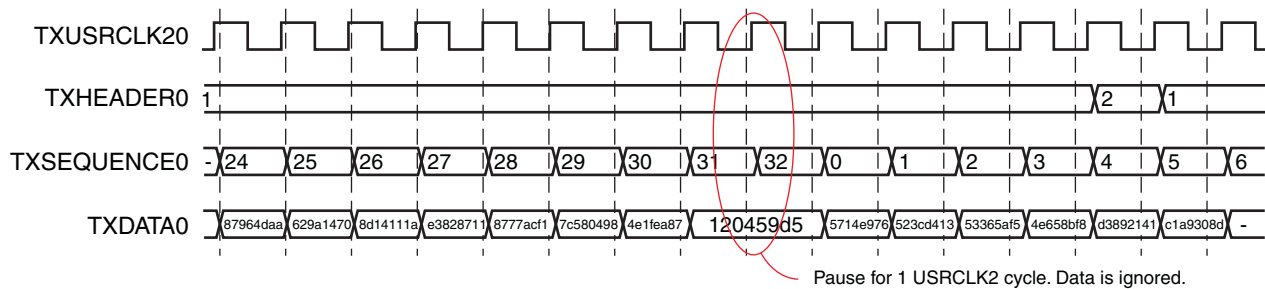 TXUSRCLK20
TXHEADER0 1 2 1
TXSEQUENCE0 - 24 25 26 27 28 29 30 31 32 0 1 2 3 4 5 6
TXDATA0 87964daa 629a1470 8d14111a e3828711 8777acf1 7c580498 4e1fea87 120459d5 5714e976 523cd413 53365af5 4e658bf8 d3892141 c1a9308d -
Pause for 1 USRCLK2 cycle. Data is ignored.